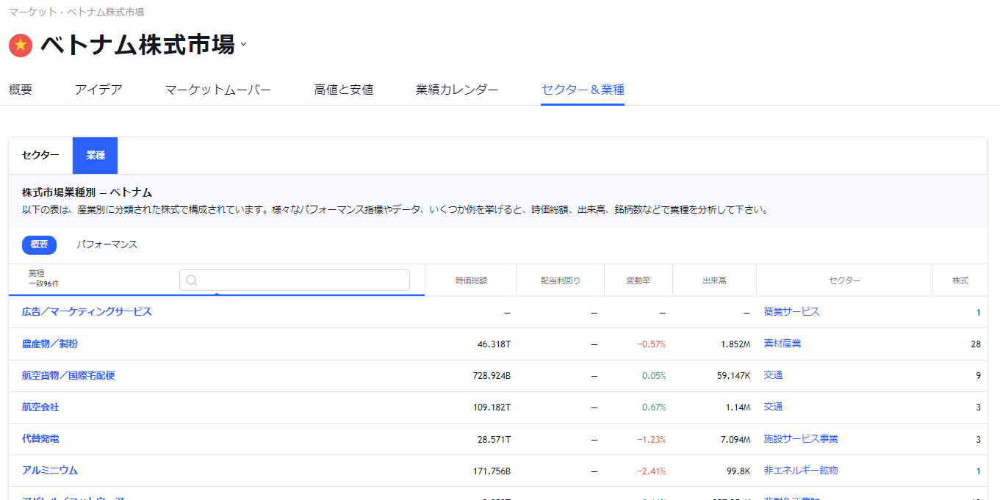 マーケット・ベトナム株式市場
ベトナム株式市場
概要 アイデア マーケットムーバー 高値と安値 業績カレンダー セクター＆業種
セクター 業種
株式市場業種別 – ベトナム
以下の表は、産業別に分類された株式で構成されています。様々なパフォーマンス指標やデータ、いくつか例を挙げると、時価総額、出来高、銘柄数などで業種を分析して下さい。
概要 パフォーマンス
業種 時価総額 配当利回り 変動率 出来高 セクター 株式
一致96件
広告／マーケティングサービス – – – – 商業サービス 1
農産物／製粉 46.318T – −0.57% 1.852M 素材産業 28
航空貨物／国際宅配便 728.924B – 0.05% 59.147K 交通 9
航空会社 109.182T – 0.67% 1.14M 交通 3
代替発電 28.571T – −1.23% 7.094M 施設サービス事業 3
アルミニウム 171.756B – −2.41% 99.8K 非エネルギー鉱物 1